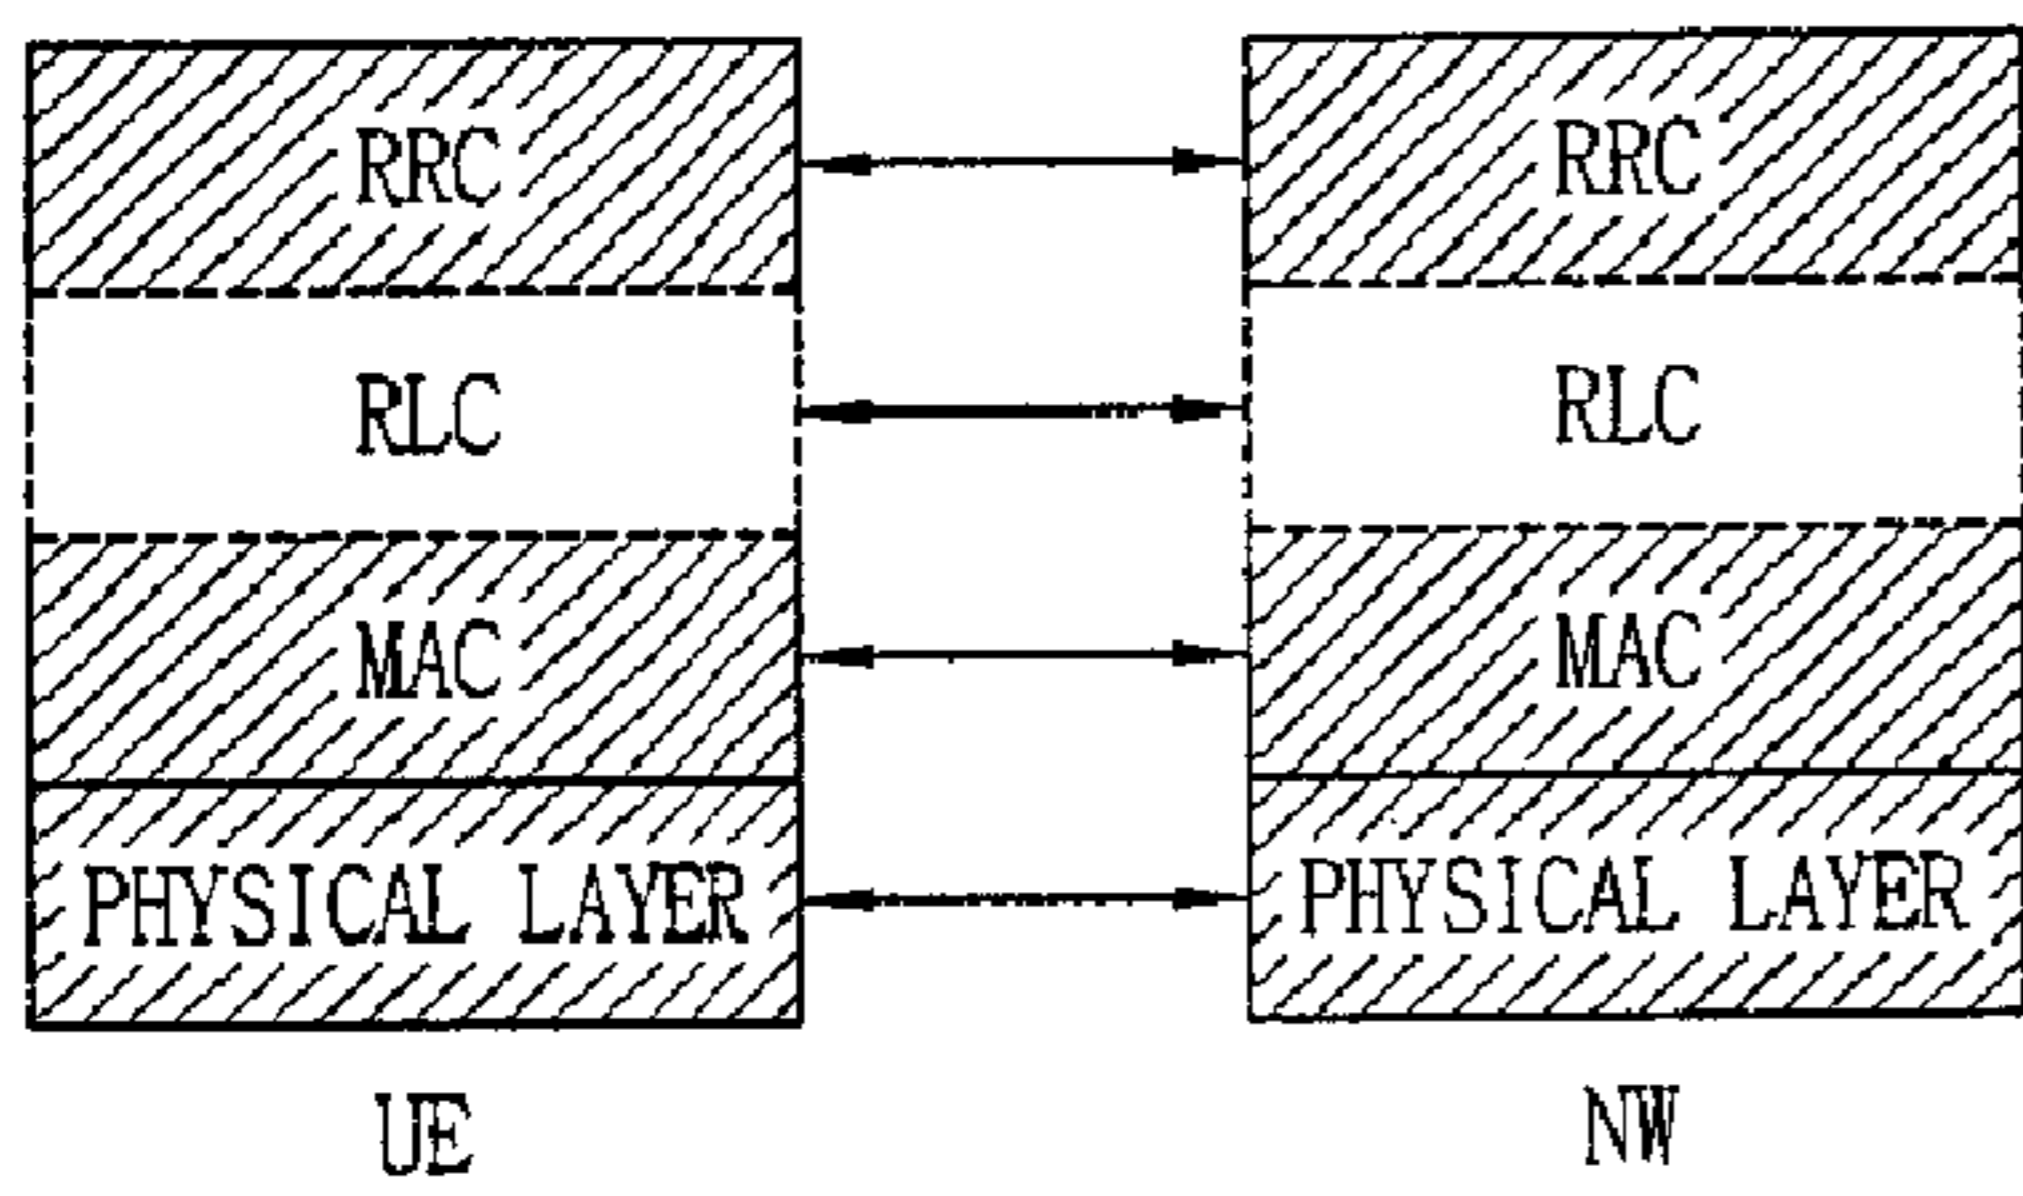 RRC RRC
RLC RLC
MAC MAC
PHYSICAL LAYER PHYSICAL LAYER
UE NW